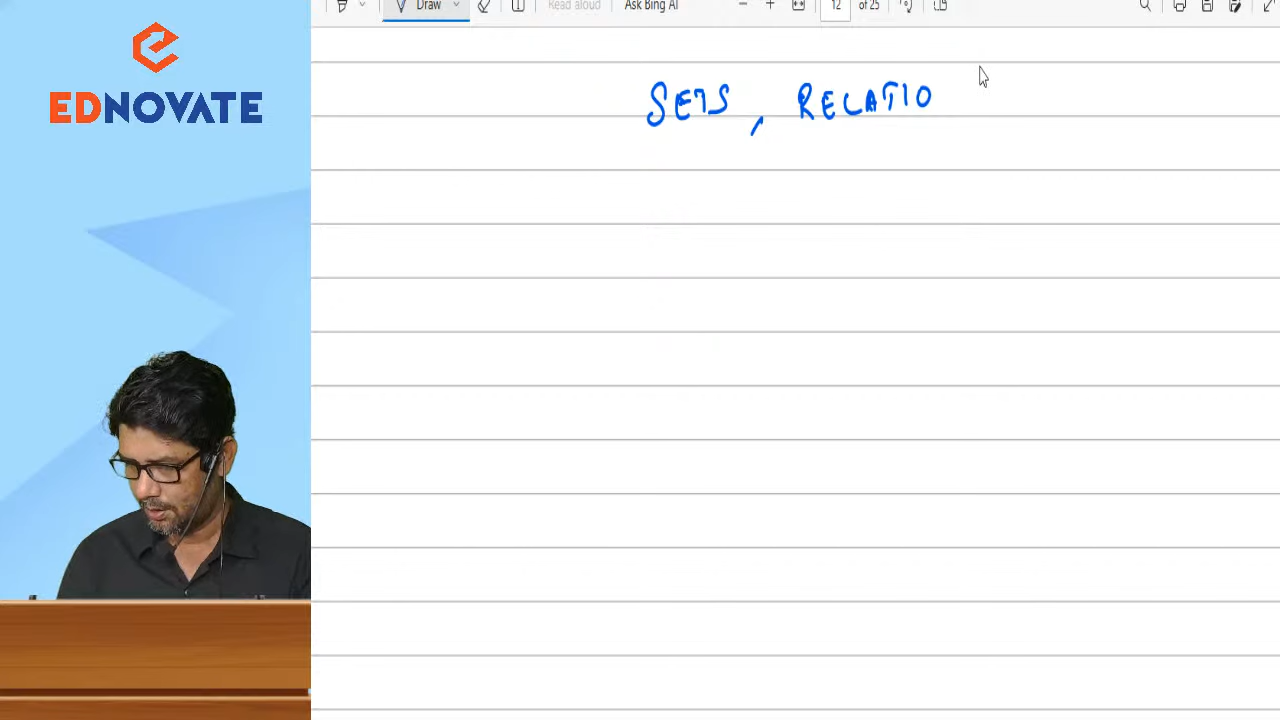 Draw
Read aloud
Ask Bing AI
12 of 25
EDNOVATE
SETS, RELATIO